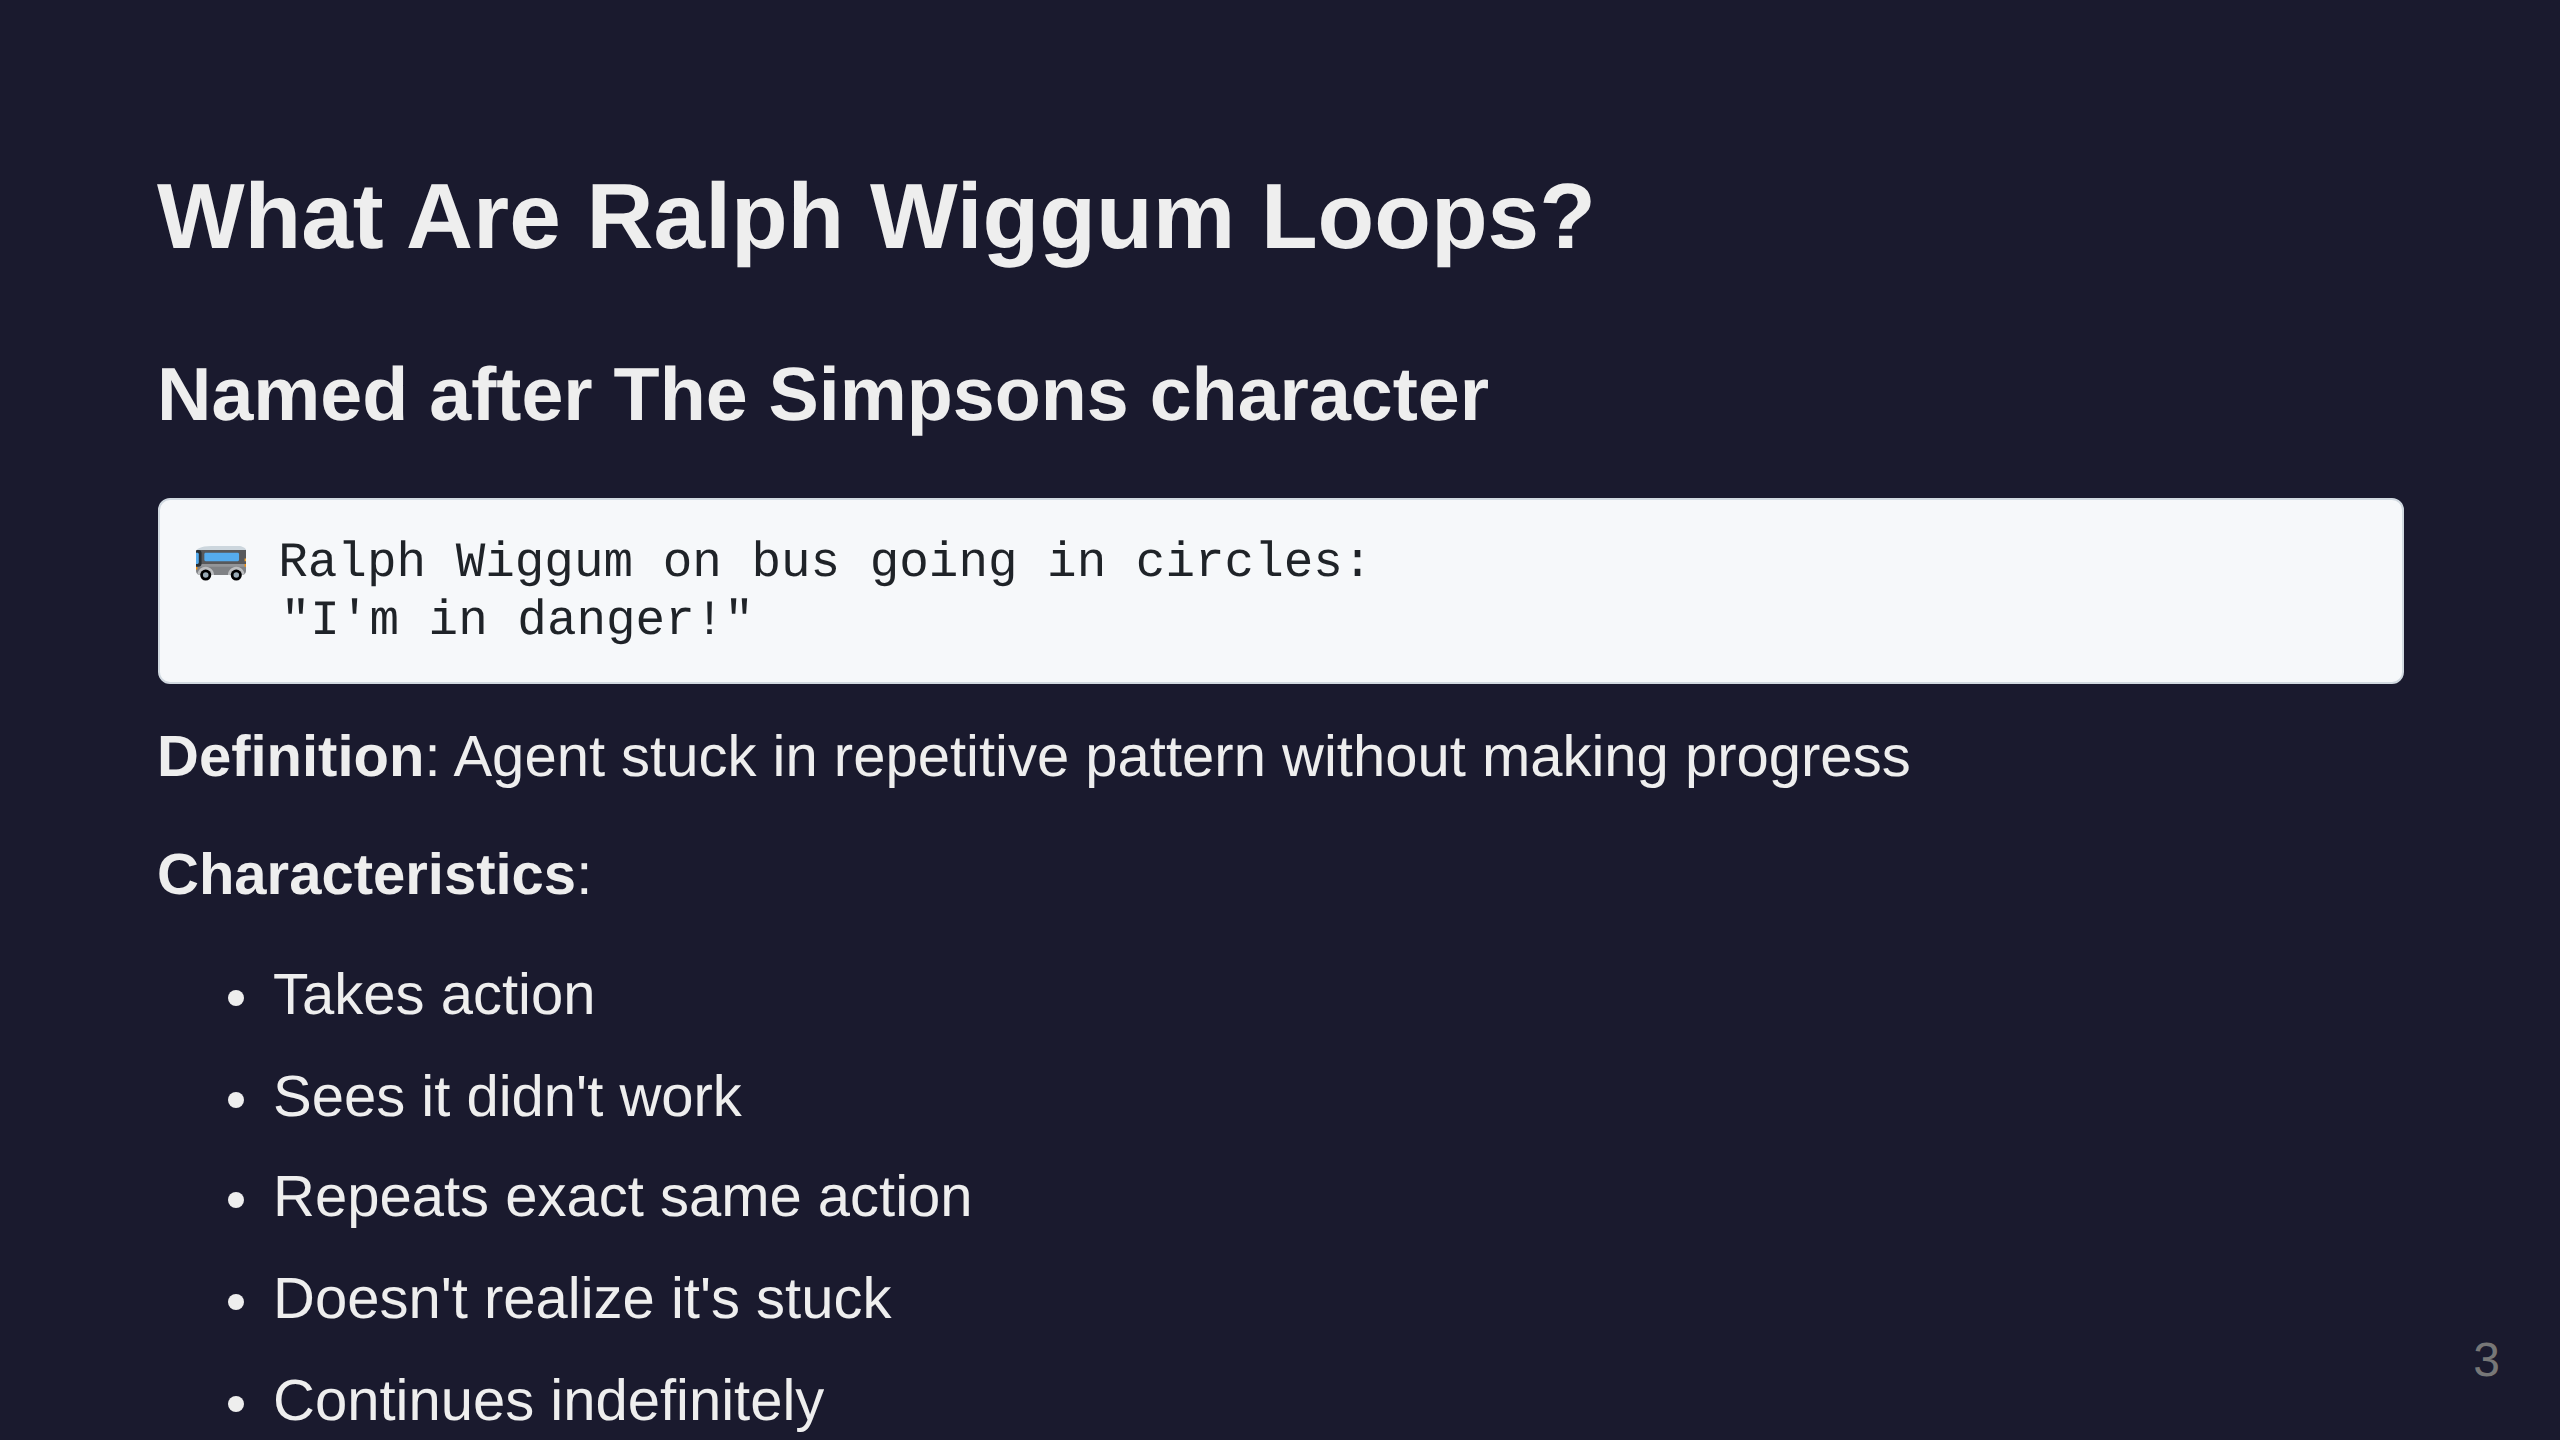 What Are Ralph Wiggum Loops?
Named after The Simpsons character
🚌 Ralph Wiggum on bus going in circles:
"I'm in danger!"
Definition: Agent stuck in repetitive pattern without making progress
Characteristics:
• Takes action
• Sees it didn't work
• Repeats exact same action
• Doesn't realize it's stuck
• Continues indefinitely
3